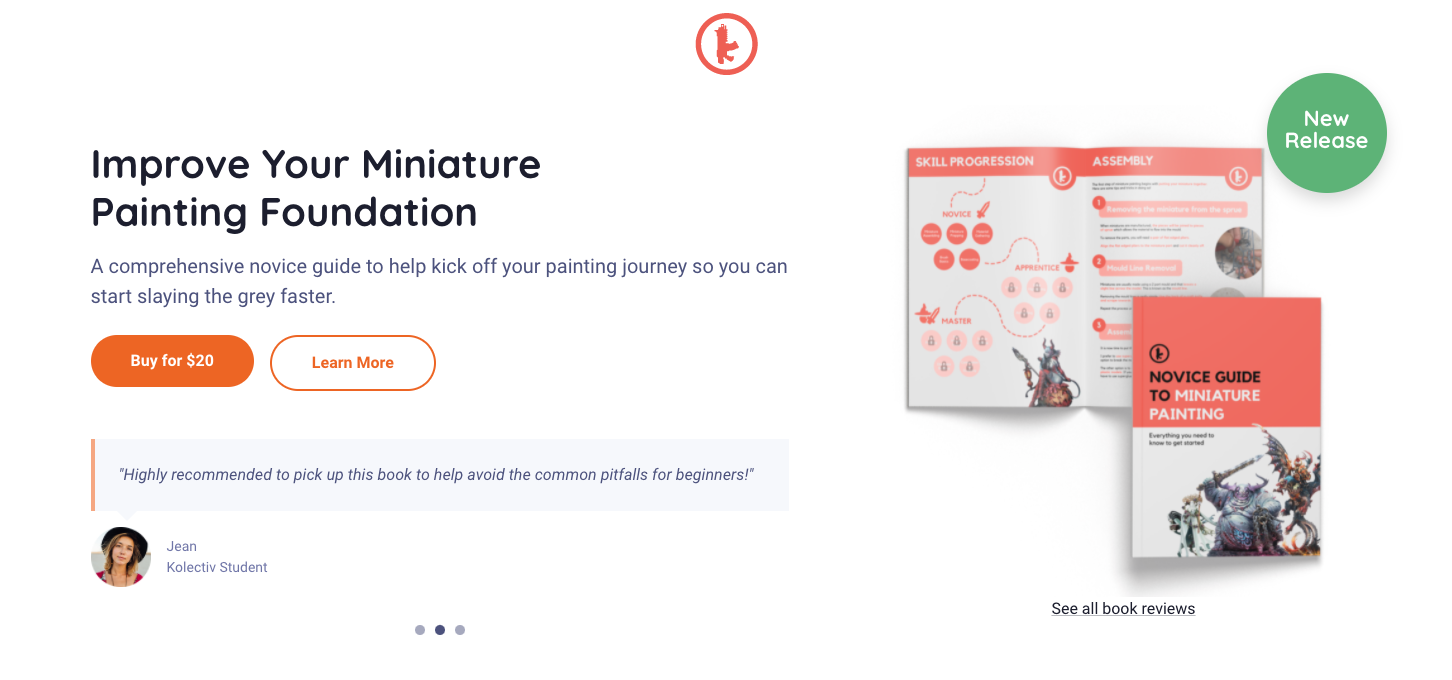 Improve Your Miniature
Painting Foundation
A comprehensive novice guide to help kick off your painting journey so you can
start slaying the grey faster.
Buy for $20
Learn More
"Highly recommended to pick up this book to help avoid the common pitfalls for beginners!"
Jean
Kolectiv Student
New
Release
SKILL PROGRESSION
NOVICE
APPRENTICE
MASTER
ASSEMBLY
1
Removing the miniature from the sprue
2
Mould Line Removal
3
NOVICE GUIDE
TO MINIATURE
PAINTING
Everything you need to
know to get started
See all book reviews